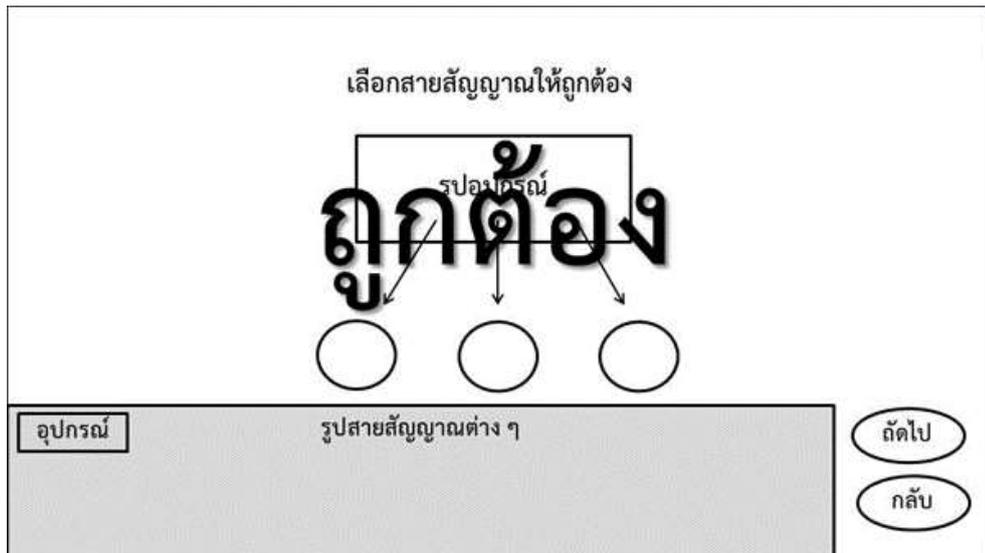 เลือกสายสัญญาณให้ถูกต้อง
รูปอุปกรณ์
ถูกต้อง
อุปกรณ์
รูปสายสัญญาณต่าง ๆ
ถัดไป
กลับ